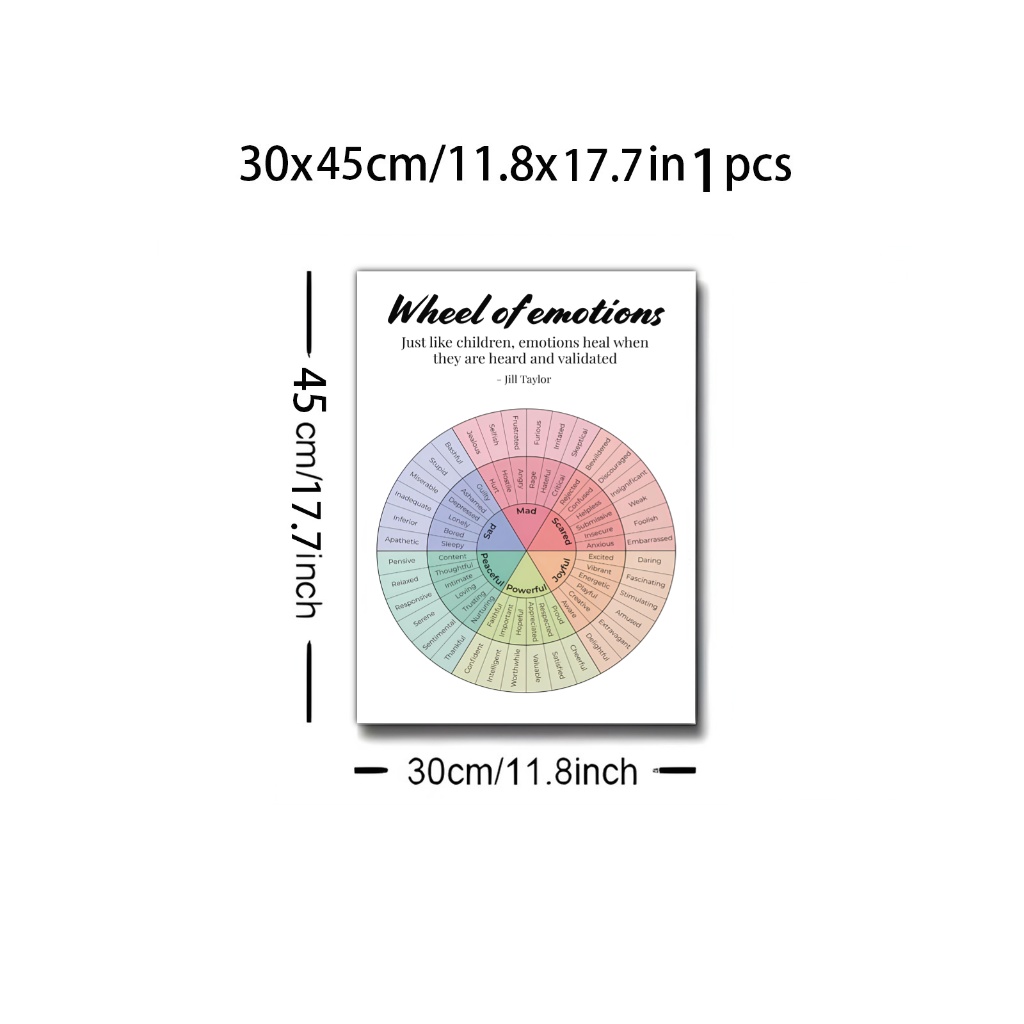 30x45cm/11.8x17.7in 1 pcs
45 cm/17.7inch
Wheel of emotions
Just like children, emotions heal when
they are heard and validated
- Jill Taylor
Mad
Scared
Joyful
Powerful
Peaceful
Sad
Hurt
Hostile
Angry
Rage
Hateful
Critical
Rejected
Confused
Helpless
Submissive
Insecure
Anxious
Excited
Vibrant
Energetic
Playful
Creative
Aware
Proud
Respected
Appreciated
Hopeful
Important
Faithful
Nurturing
Trusting
Loving
Intimate
Thoughtful
Content
Sleepy
Bored
Lonely
Depressed
Ashamed
Guilty
Jealous
Selfish
Frustrated
Furious
Irritated
Skeptical
Bewildered
Discouraged
Insignificant
Weak
Foolish
Embarrassed
Daring
Fascinating
Stimulating
Amused
Extravagant
Delightful
Cheerful
Satisfied
Valuable
Worthwhile
Intelligent
Confident
Thankful
Sentimental
Serene
Responsive
Relaxed
Pensive
Apathetic
Inferior
Inadequate
Miserable
Stupid
Bashful
30cm/11.8inch